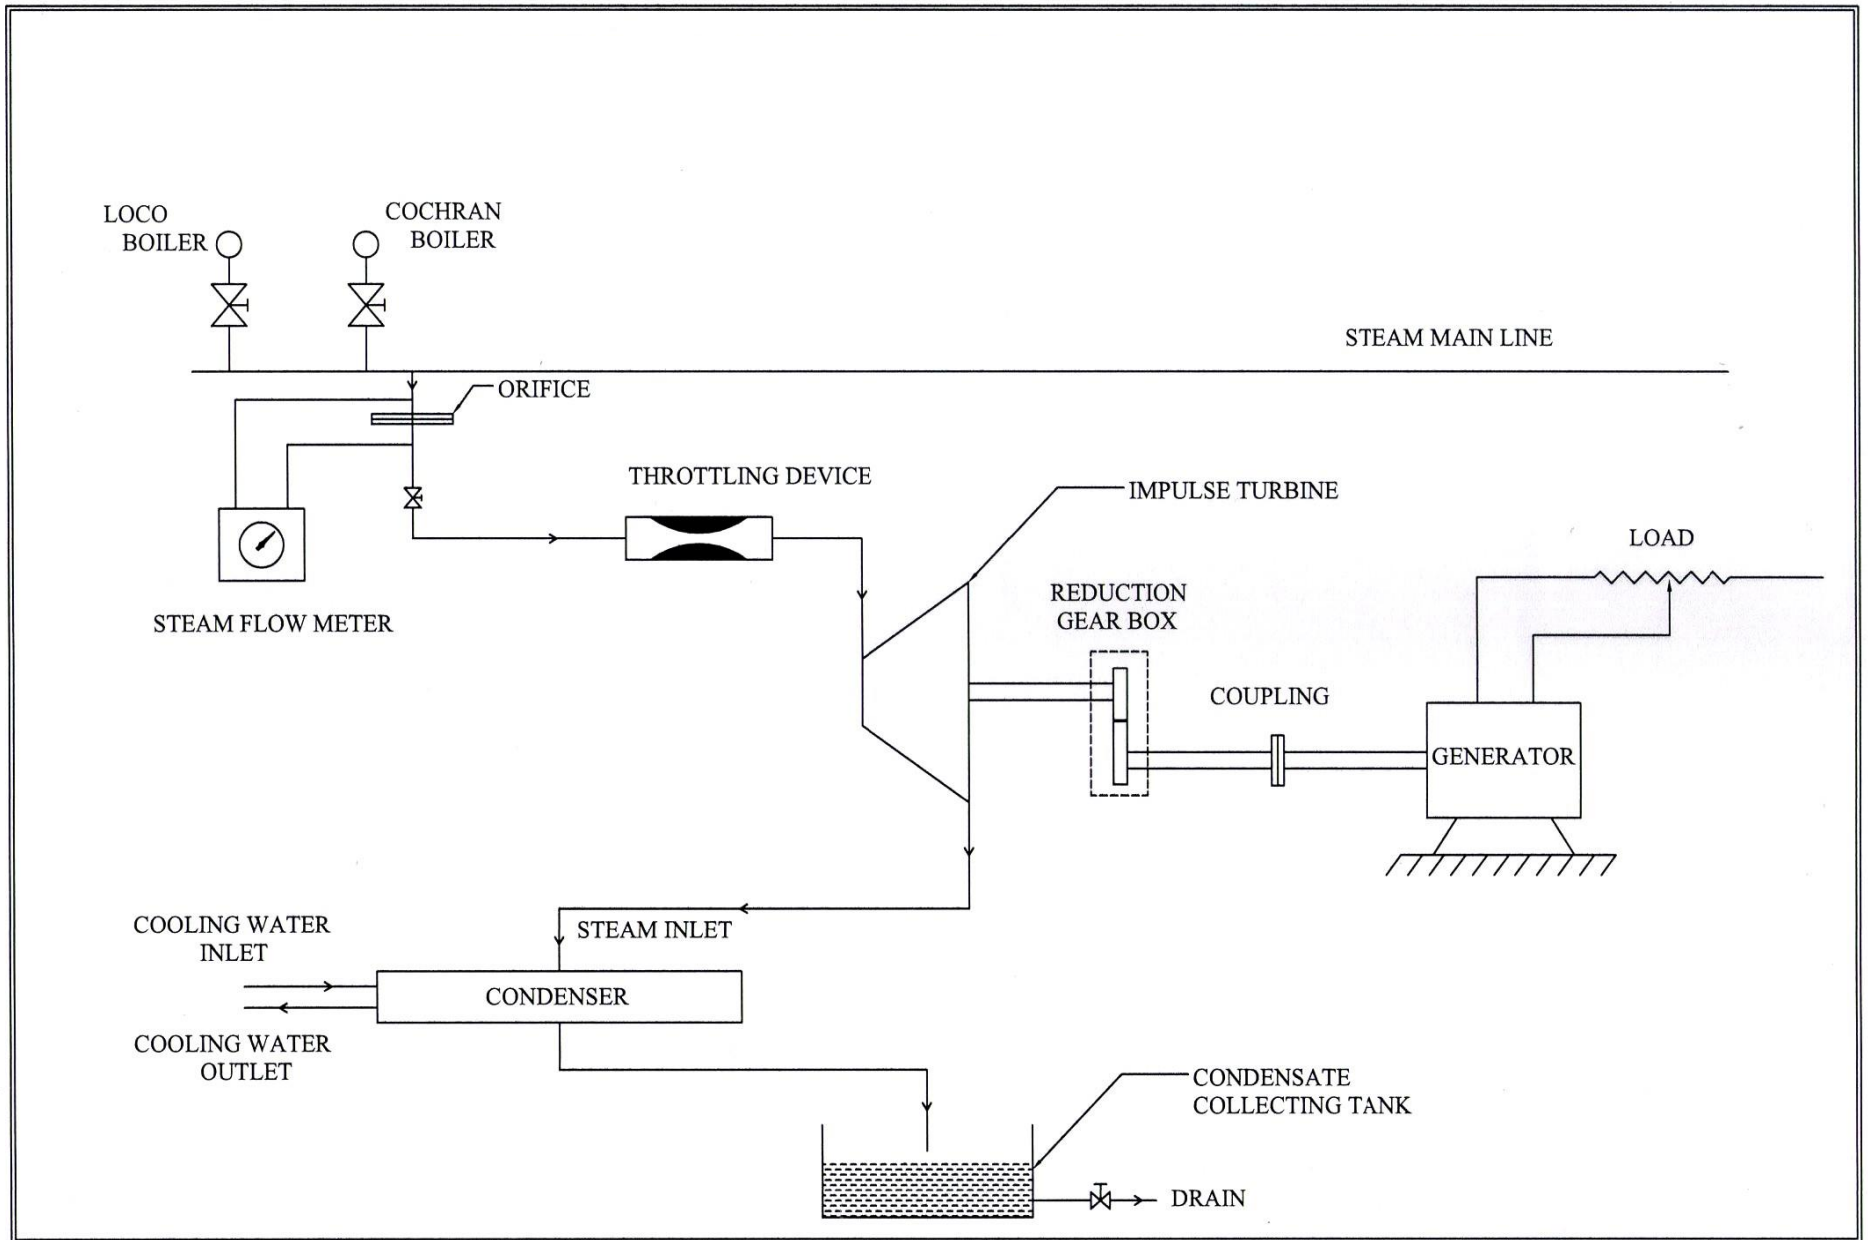 LOCO
BOILER
COCHRAN
BOILER
STEAM MAIN LINE
ORIFICE
THROTTLING DEVICE
IMPULSE TURBINE
LOAD
REDUCTION
GEAR BOX
STEAM FLOW METER
COUPLING
GENERATOR
COOLING WATER
INLET
STEAM INLET
CONDENSER
COOLING WATER
OUTLET
CONDENSATE
COLLECTING TANK
DRAIN